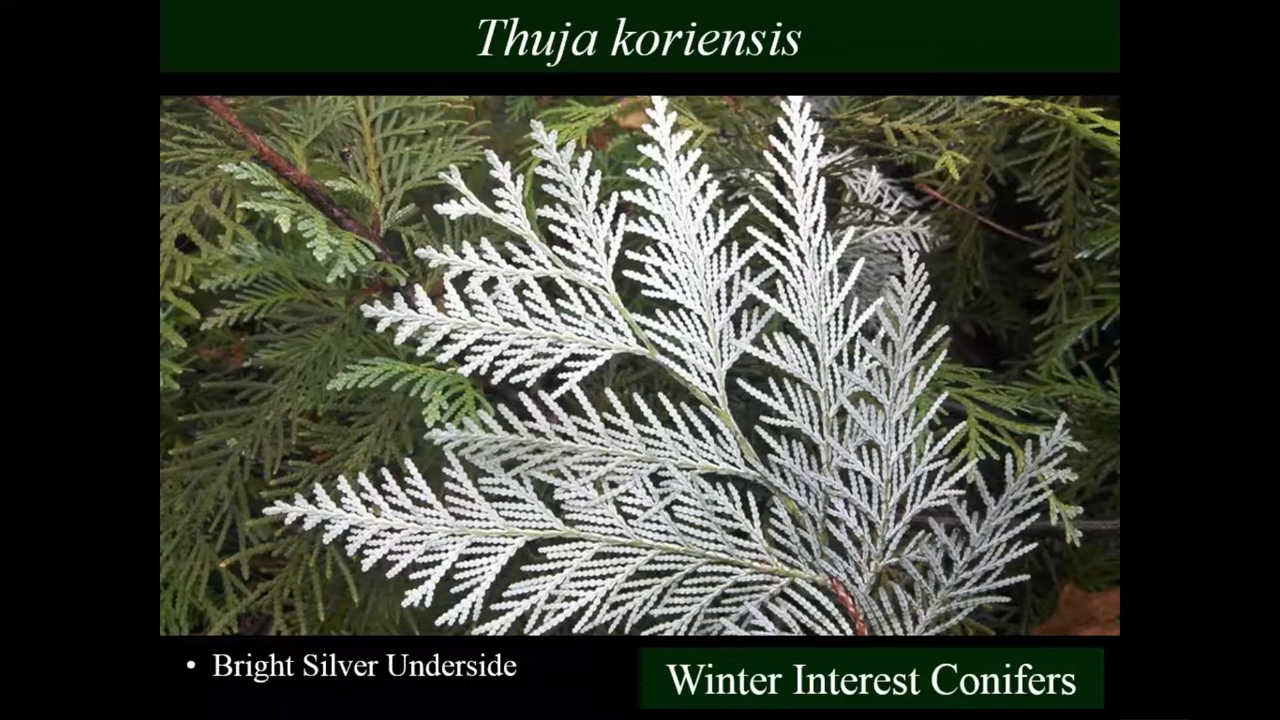 Thuja koriensis
• Bright Silver Underside
Winter Interest Conifers